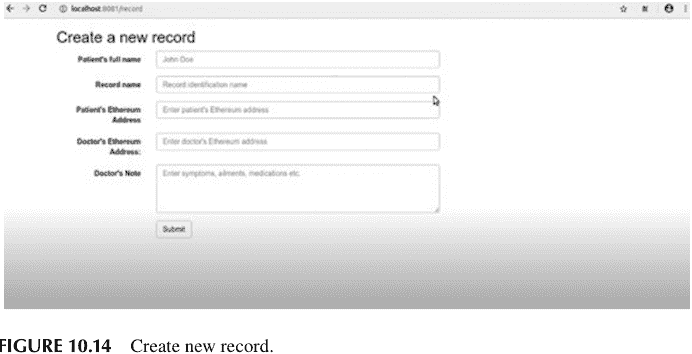 localhost:8081/record
Create a new record
Patient's full name
John Doe
Record name
Record identification name
Patient's Ethereum
Address
Enter patient's Ethereum address
Doctor's Ethereum
Address:
Enter doctor's Ethereum address
Doctor's Note
Enter symptoms, ailments, medications etc.
Submit
FIGURE 10.14 Create new record.